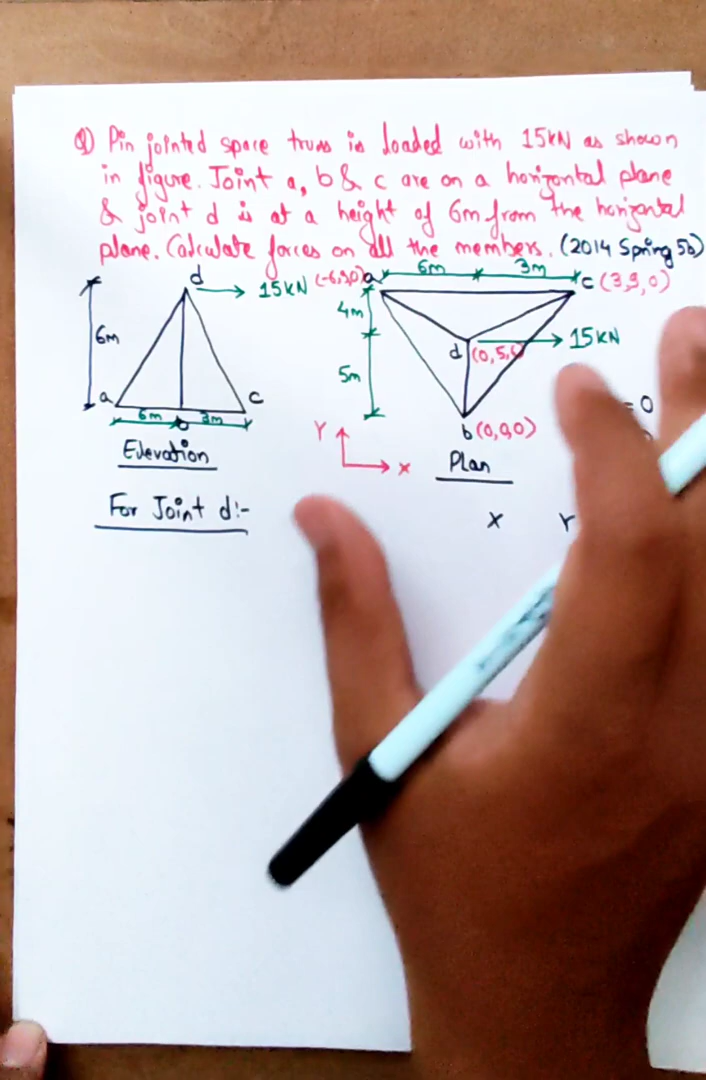 Q) Pin jointed space truss is loaded with 15KN as shown
in figure. Joint a, b & c are on a horizontal plane
& joint d is at a height of 6m from the horizontal
plane. Calculate forces on all the members. (2014 Spring 5b)
d
15KN
6m
a
c
6m
b
3m
Elevation
a
6m
3m
c (3,9,0)
4m
d
15KN
5m
b (0,0,0)
Y
X
Plan
= 0
For Joint d:-
X
Y